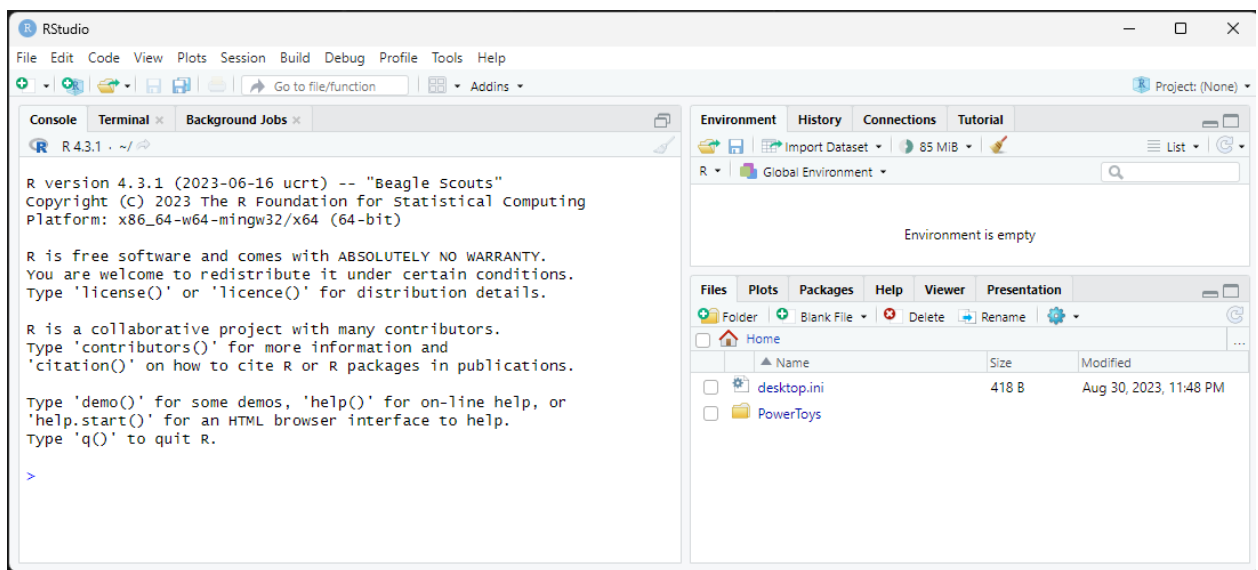 RStudio
File Edit Code View Plots Session Build Debug Profile Tools Help
Go to file/function Addins Project: (None)
Console Terminal Background Jobs
R 4.3.1 · ~/
R version 4.3.1 (2023-06-16 ucrt) -- "Beagle Scouts"
Copyright (C) 2023 The R Foundation for Statistical Computing
Platform: x86_64-w64-mingw32/x64 (64-bit)
R is free software and comes with ABSOLUTELY NO WARRANTY.
You are welcome to redistribute it under certain conditions.
Type 'license()' or 'licence()' for distribution details.
R is a collaborative project with many contributors.
Type 'contributors()' for more information and
'citation()' on how to cite R or R packages in publications.
Type 'demo()' for some demos, 'help()' for on-line help, or
'help.start()' for an HTML browser interface to help.
Type 'q()' to quit R.
>
Environment History Connections Tutorial
Import Dataset 85 MiB List
R Global Environment
Environment is empty
Files Plots Packages Help Viewer Presentation
Folder Blank File Delete Rename
Home ...
Name Size Modified
desktop.ini 418 B Aug 30, 2023, 11:48 PM
PowerToys